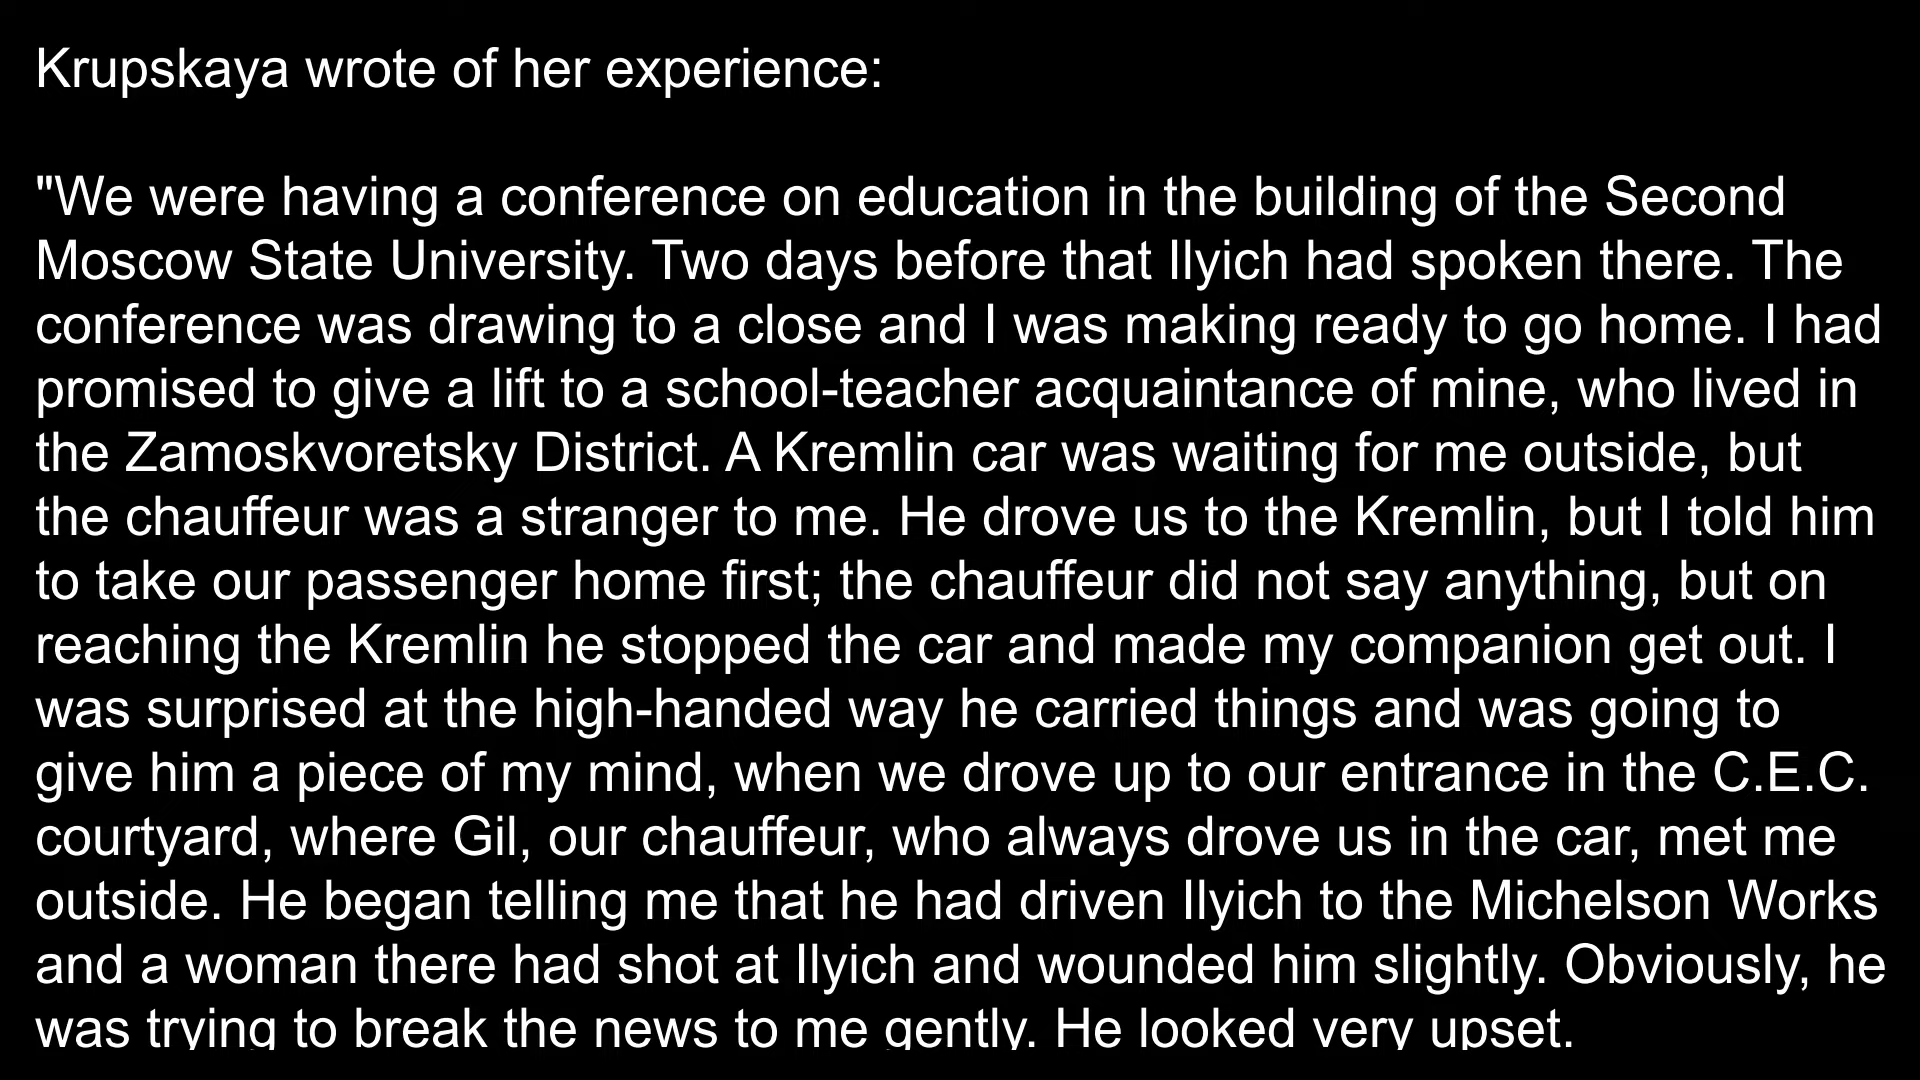 Krupskaya wrote of her experience:
"We were having a conference on education in the building of the Second
Moscow State University. Two days before that Ilyich had spoken there. The
conference was drawing to a close and I was making ready to go home. I had
promised to give a lift to a school-teacher acquaintance of mine, who lived in
the Zamoskvoretsky District. A Kremlin car was waiting for me outside, but
the chauffeur was a stranger to me. He drove us to the Kremlin, but I told him
to take our passenger home first; the chauffeur did not say anything, but on
reaching the Kremlin he stopped the car and made my companion get out. I
was surprised at the high-handed way he carried things and was going to
give him a piece of my mind, when we drove up to our entrance in the C.E.C.
courtyard, where Gil, our chauffeur, who always drove us in the car, met me
outside. He began telling me that he had driven Ilyich to the Michelson Works
and a woman there had shot at Ilyich and wounded him slightly. Obviously, he
was trying to break the news to me gently. He looked very upset.